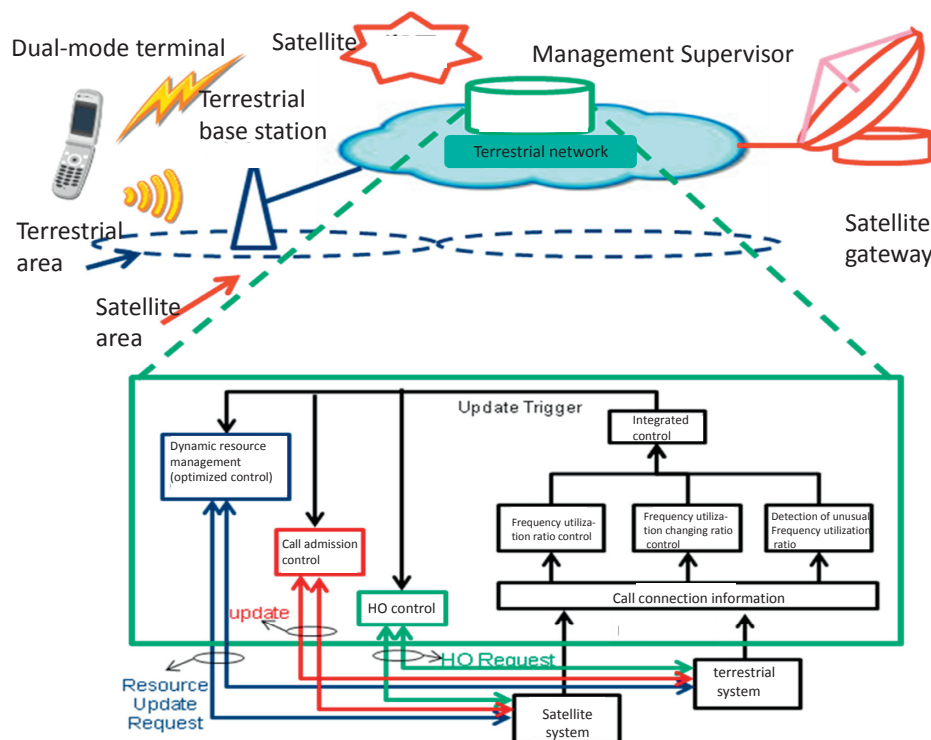 Dual-mode terminal
Satellite
Management Supervisor
Terrestrial
base station
Terrestrial network
Terrestrial
area
Satellite
gateway
Satellite
area
Update Trigger
Integrated
control
Dynamic resource
management
(optimized control)
Frequency utiliza-
tion ratio control
Frequency utiliza-
tion changing ratio
control
Detection of unusual
Frequency utilization
ratio
Call admission
control
Call connection information
HO control
update
HO Request
terrestrial
system
Resource
Update
Request
Satellite
system